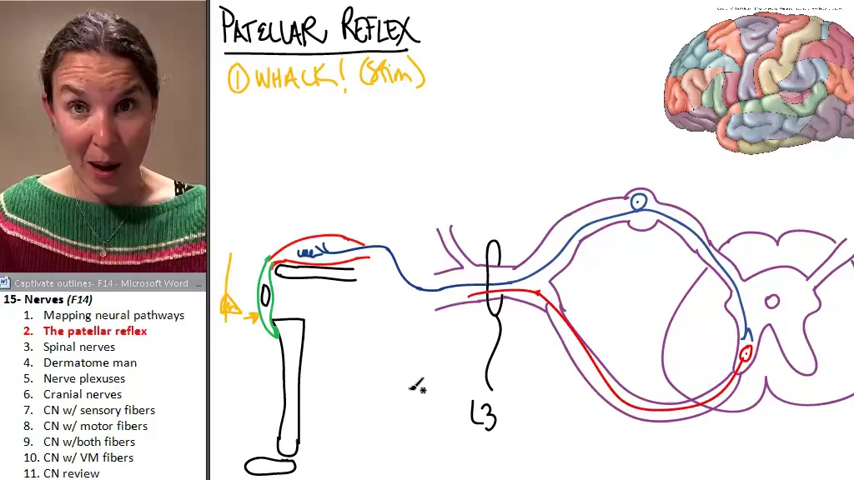 PATELLAR REFLEX
① WHACK! (Stim)
L3
Captivate outlines- F14 - Microsoft Word
15- Nerves (F14)
1. Mapping neural pathways
2. The patellar reflex
3. Spinal nerves
4. Dermatome man
5. Nerve plexuses
6. Cranial nerves
7. CN w/ sensory fibers
8. CN w/ motor fibers
9. CN w/both fibers
10. CN w/ VM fibers
11. CN review